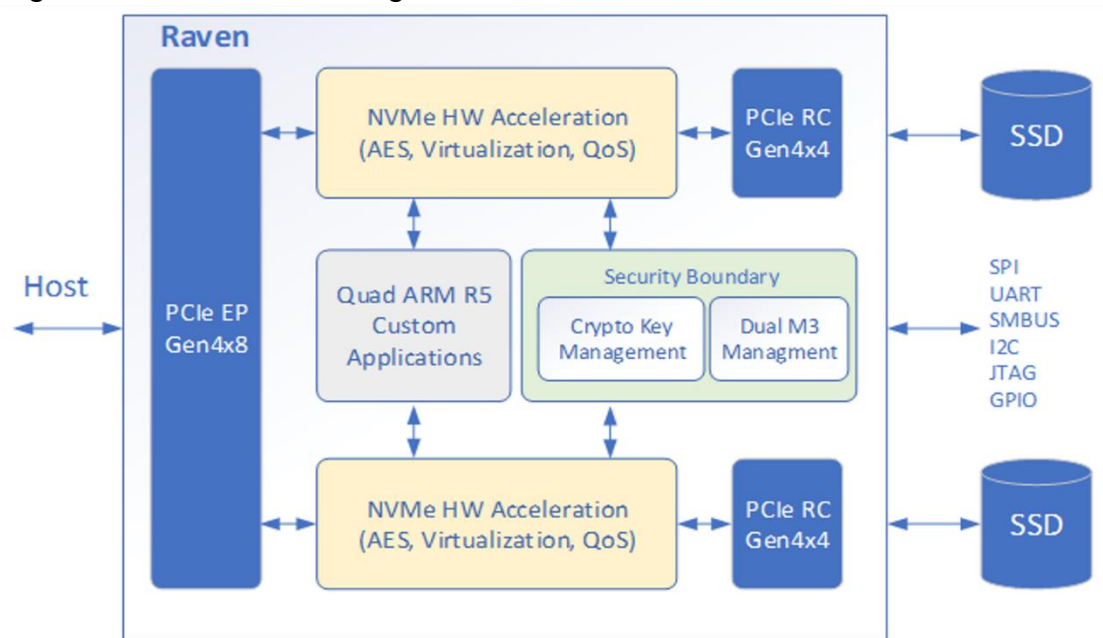 Raven
NVMe HW Acceleration
(AES, Virtualization, QoS)
PCIe RC
Gen4x4
SSD
Host
PCIe EP
Gen4x8
Quad ARM R5
Custom
Applications
Security Boundary
Crypto Key
Management
Dual M3
Managment
SPI
UART
SMBUS
I2C
JTAG
GPIO
NVMe HW Acceleration
(AES, Virtualization, QoS)
PCIe RC
Gen4x4
SSD